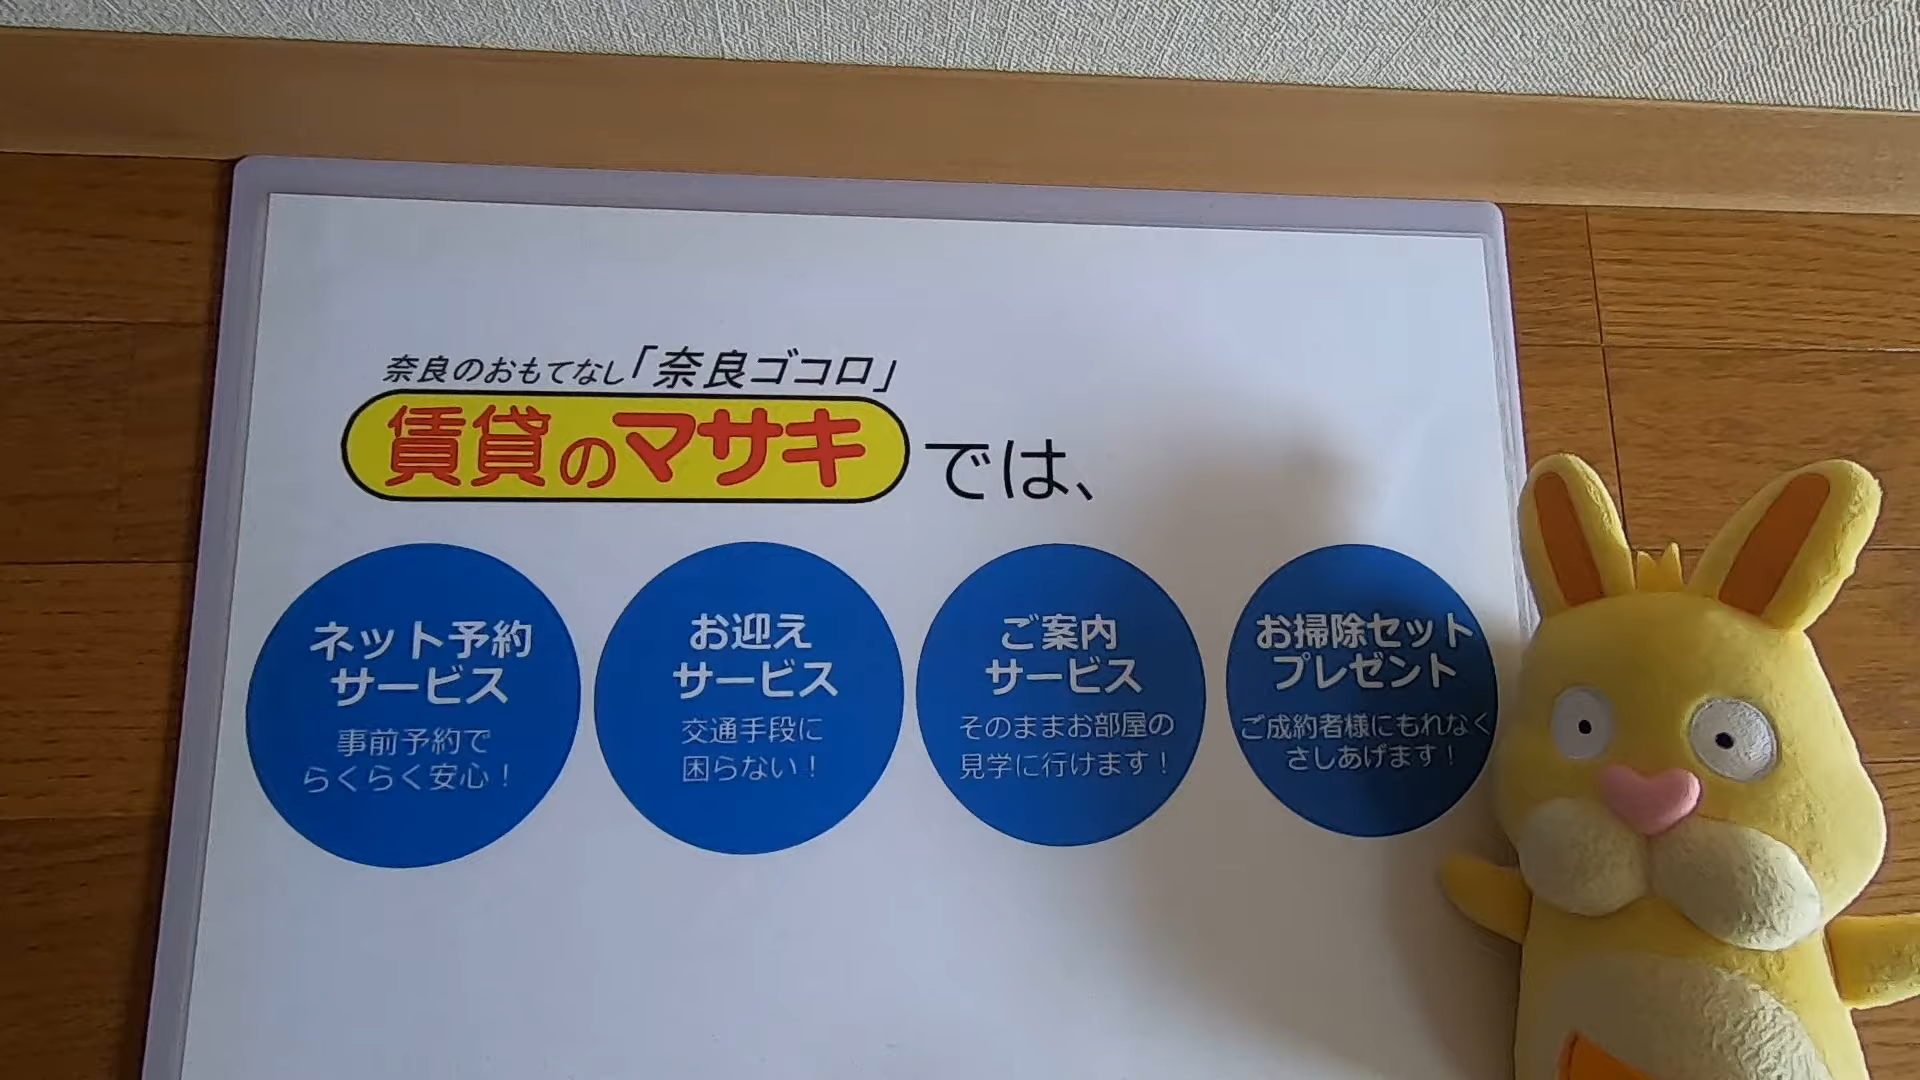 奈良のおもてなし「奈良ゴコロ」
賃貸のマサキでは、
ネット予約
サービス
事前予約で
らくらく安心！
お迎え
サービス
交通手段に
困らない！
ご案内
サービス
そのままお部屋の
見学に行けます！
お掃除セット
プレゼント
ご成約者様にもれなく
さしあげます！